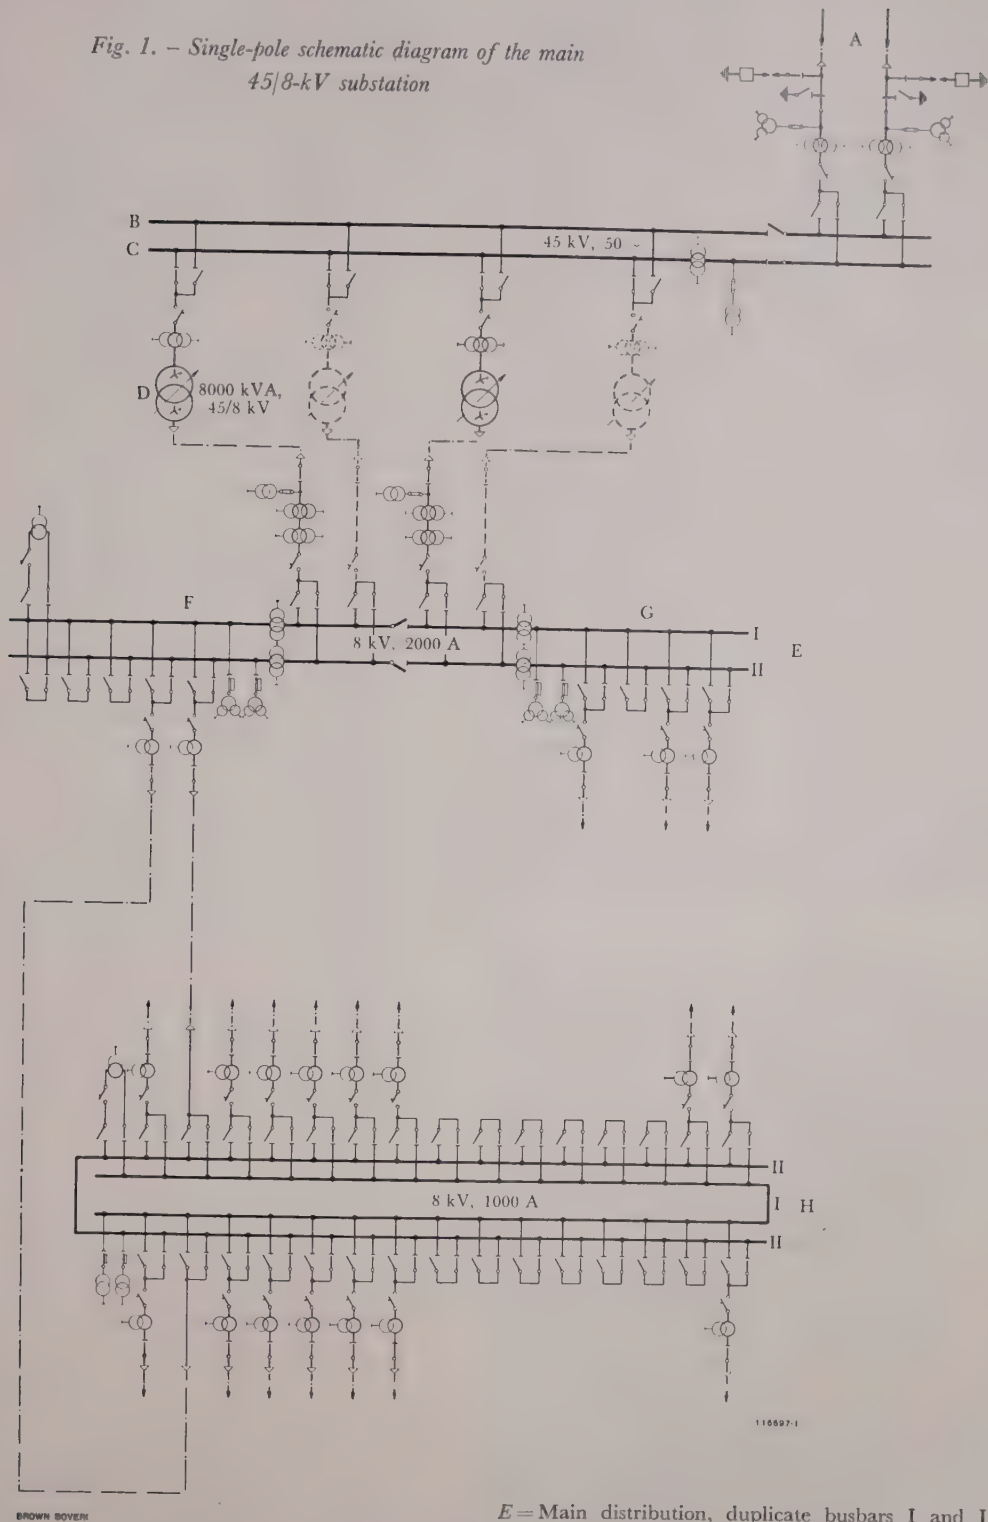 Fig. 1. – Single-pole schematic diagram of the main
45/8-kV substation
A
B
C
45 kV, 50 ~
D
8000 kVA,
45/8 kV
F
G
8 kV, 2000 A
I
E
II
II
8 kV, 1000 A
I
H
II
116697·I
BROWN BOVERI
E = Main distribution, duplicate busbars I and I